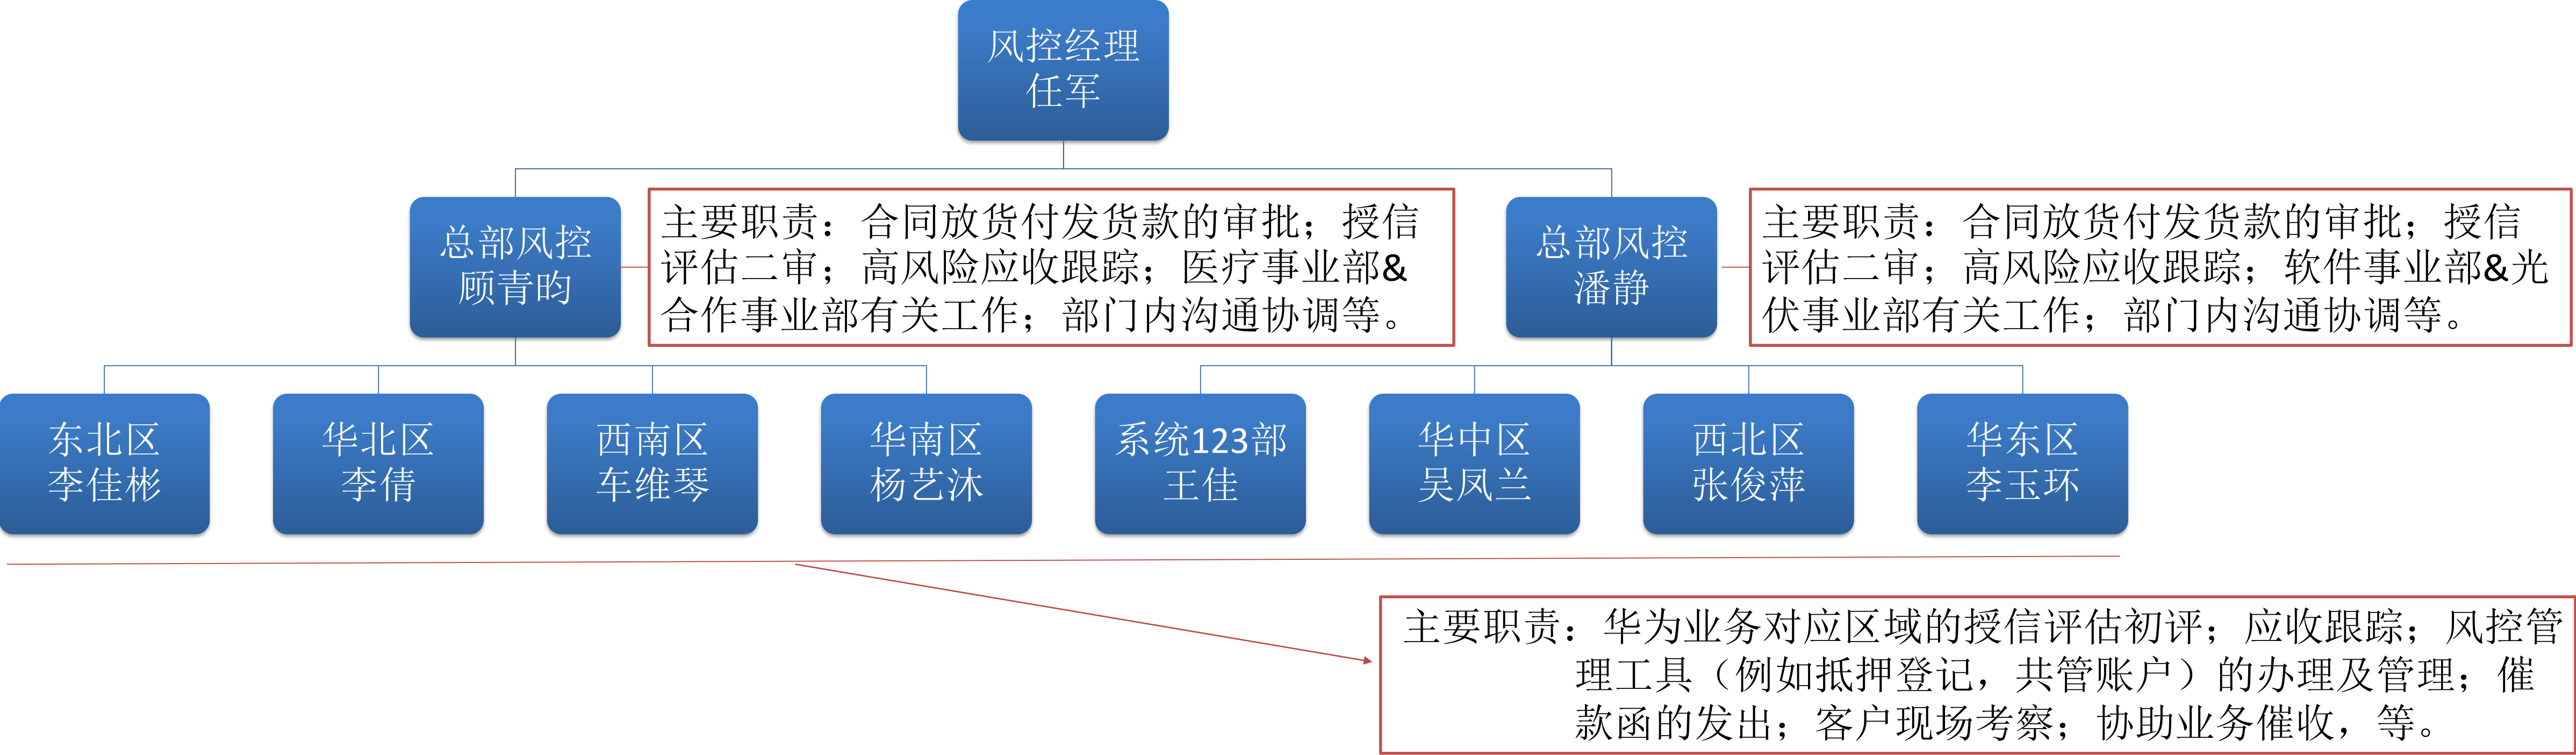 风控经理
任军
总部风控
顾青昀
主要职责：合同放货付发货款的审批；授信
评估二审；高风险应收跟踪；医疗事业部&
合作事业部有关工作；部门内沟通协调等。
总部风控
潘静
主要职责：合同放货付发货款的审批；授信
评估二审；高风险应收跟踪；软件事业部&光
伏事业部有关工作；部门内沟通协调等。
东北区
李佳彬
华北区
李倩
西南区
车维琴
华南区
杨艺沐
系统123部
王佳
华中区
吴凤兰
西北区
张俊萍
华东区
李玉环
主要职责：华为业务对应区域的授信评估初评；应收跟踪；风控管
理工具（例如抵押登记，共管账户）的办理及管理；催
款函的发出；客户现场考察；协助业务催收，等。